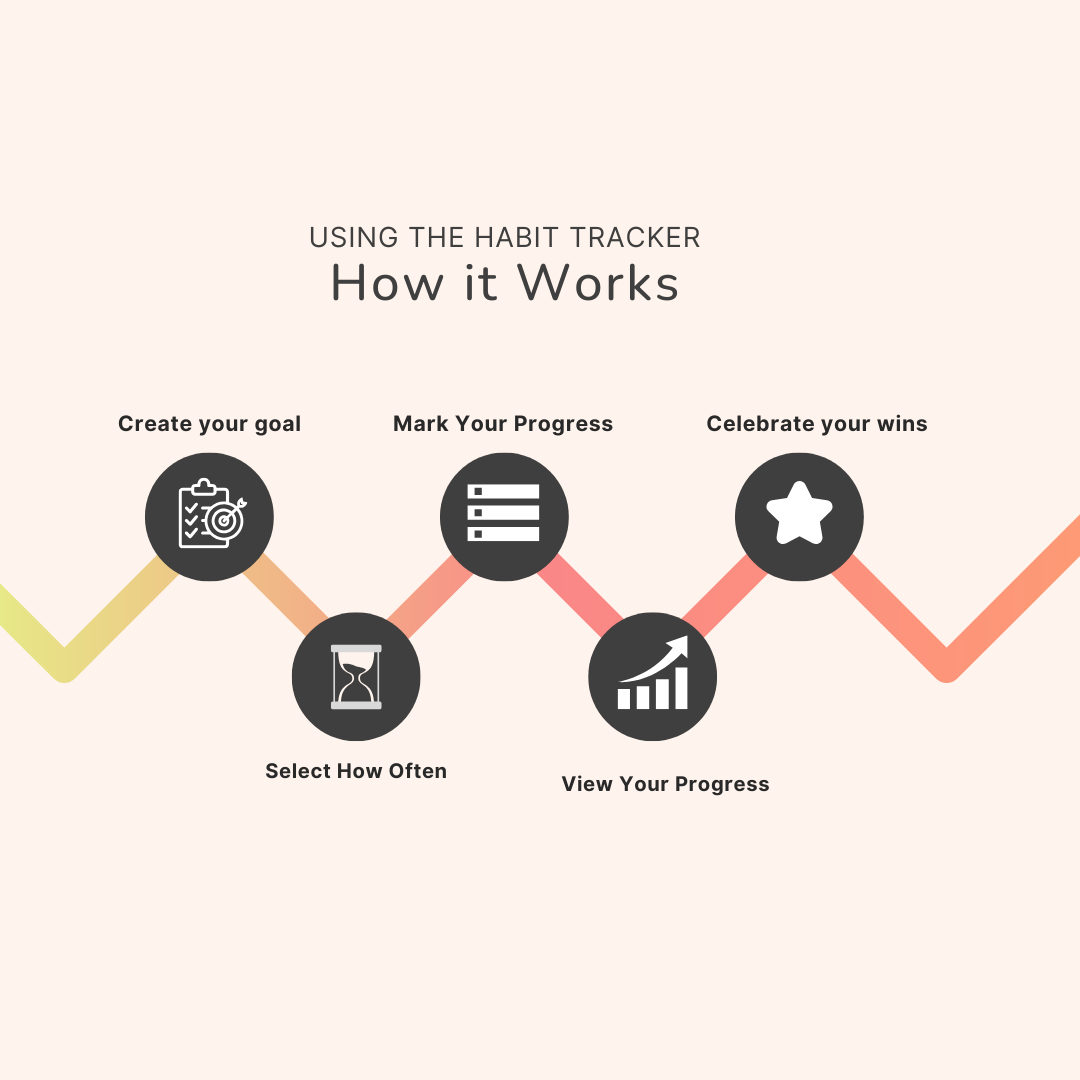 USING THE HABIT TRACKER
How it Works
Create your goal
Mark Your Progress
Celebrate your wins
Select How Often
View Your Progress